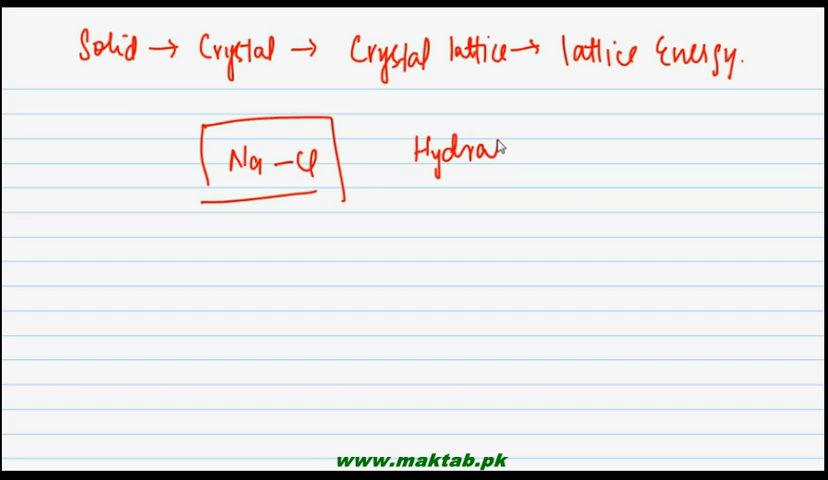 Solid → Crystal → Crystal lattice → lattice Energy.
Na - Cl Hydra
www.maktab.pk